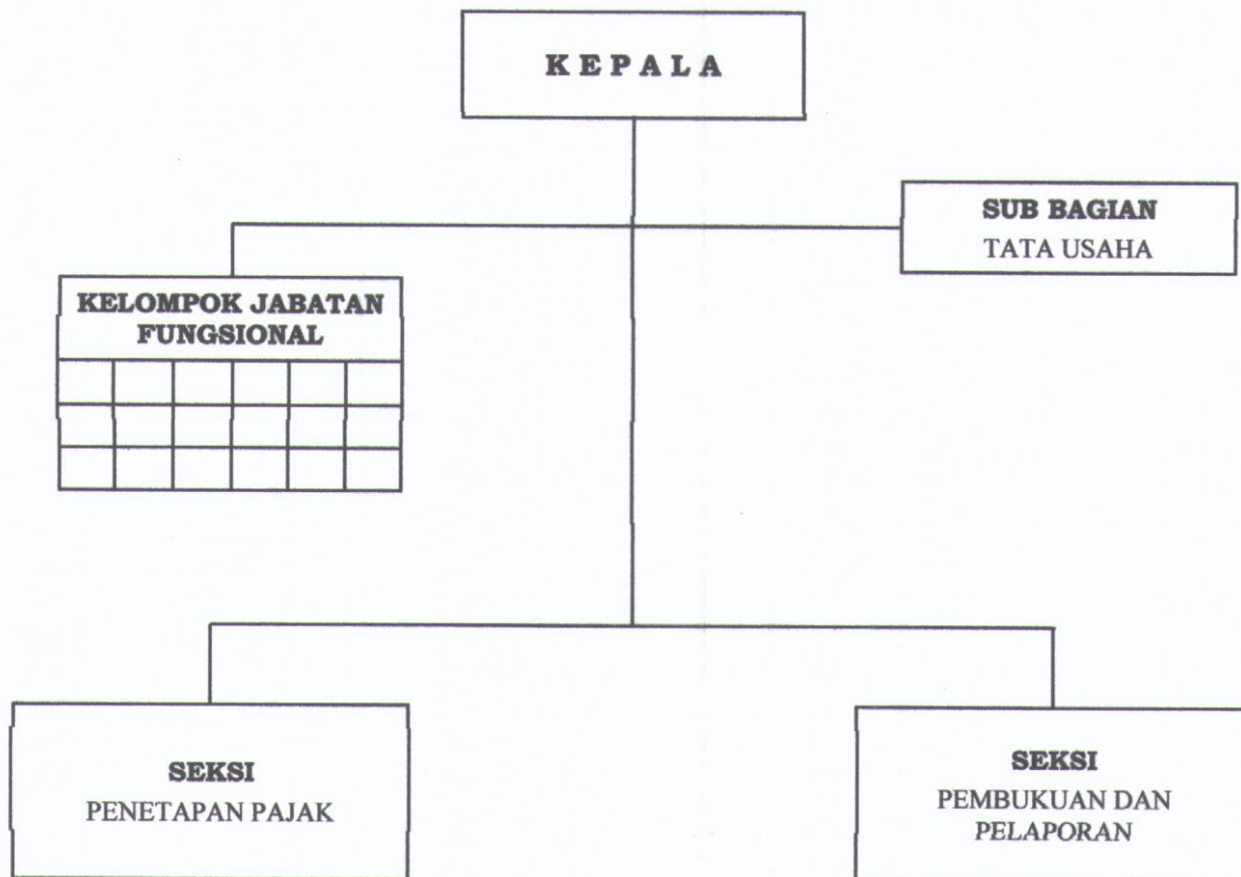 K E P A L A
SUB BAGIAN
TATA USAHA
KELOMPOK JABATAN
FUNGSIONAL
SEKSI
PENETAPAN PAJAK
SEKSI
PEMBUKUAN DAN
PELAPORAN